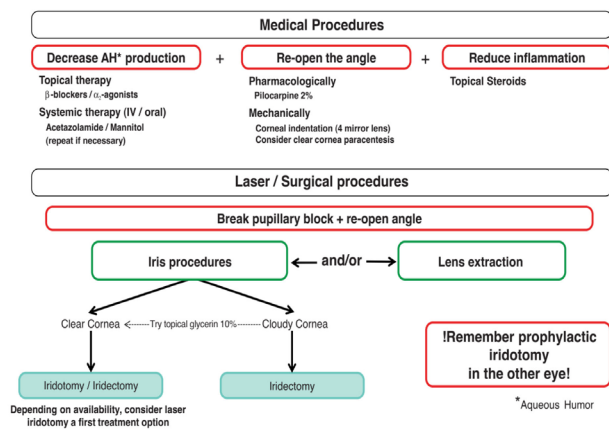 Medical Procedures
Decrease AH* production
+
Re-open the angle
+
Reduce inflammation
Topical therapy
β-blockers / α₂-agonists
Systemic therapy (IV / oral)
Acetazolamide / Mannitol
(repeat if necessary)
Pharmacologically
Pilocarpine 2%
Mechanically
Corneal indentation (4 mirror lens)
Consider clear cornea paracentesis
Topical Steroids
Laser / Surgical procedures
Break pupillary block + re-open angle
Iris procedures
and/or
Lens extraction
Clear Cornea
Try topical glycerin 10%
Cloudy Cornea
Iridotomy / Iridectomy
Iridectomy
Depending on availability, consider laser
iridotomy a first treatment option
!Remember prophylactic
iridotomy
in the other eye!
*Aqueous Humor